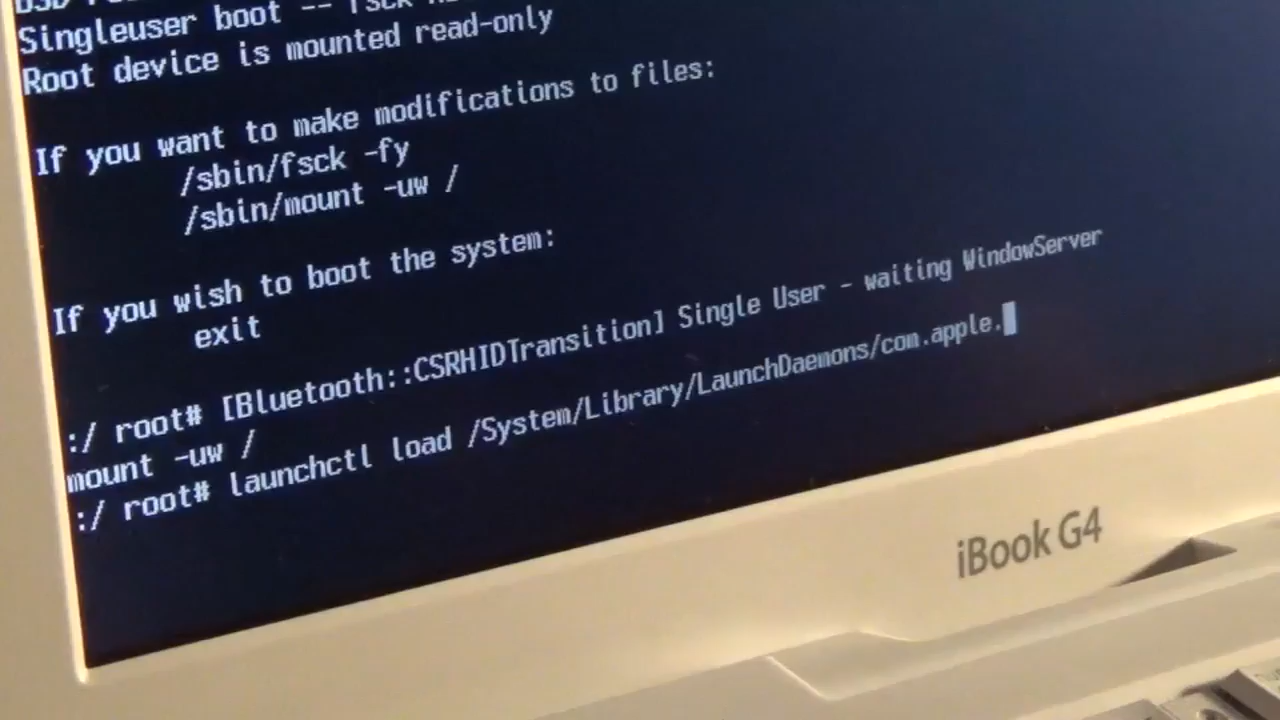 Singleuser boot -- fsck
Root device is mounted read-only
If you want to make modifications to files:
/sbin/fsck -fy
/sbin/mount -uw /
If you wish to boot the system:
exit
:/ root# [Bluetooth::CSRHIDTransition] Single User - waiting WindowServer
mount -uw /
:/ root# launchctl load /System/Library/LaunchDaemons/com.apple.
iBook G4